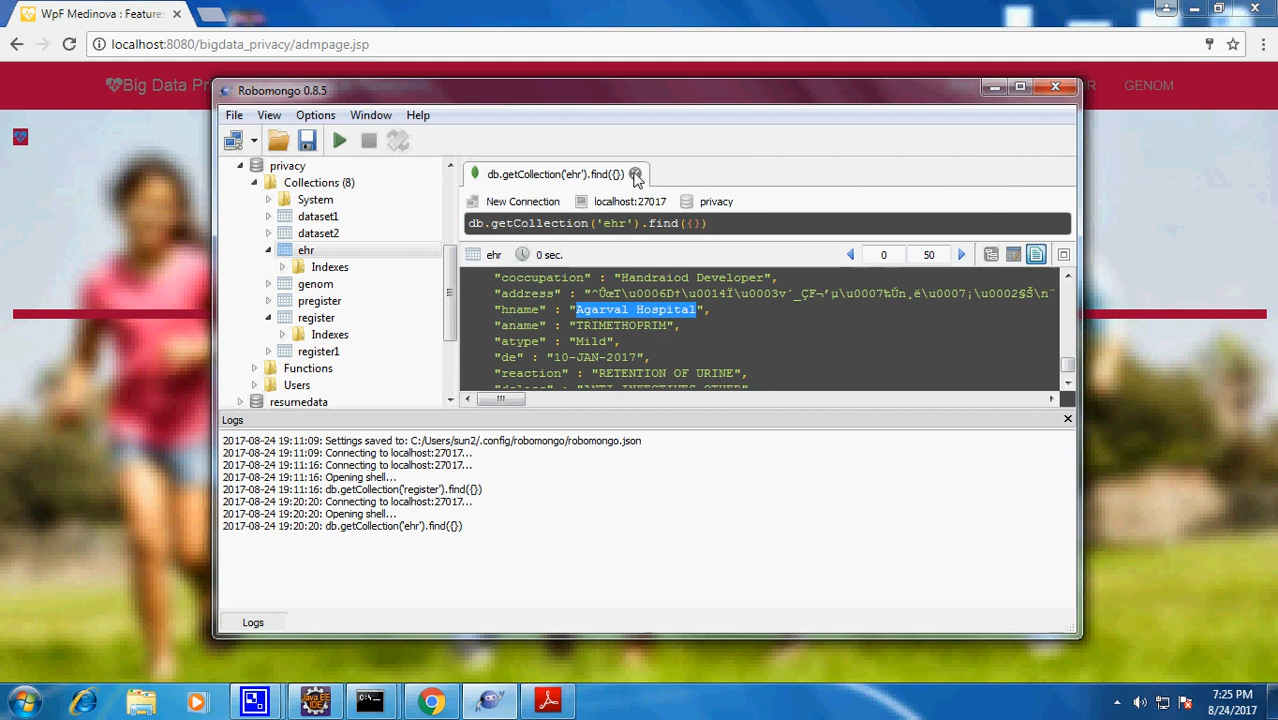 WpF Medinova : Feature
localhost:8080/bigdata_privacy/admpage.jsp
Big Data Pr
GENOM
Robomongo 0.8.5
File View Options Window Help
privacy
Collections (8)
System
dataset1
dataset2
ehr
Indexes
genom
pregister
register
Indexes
register1
Functions
Users
resumedata
db.getCollection('ehr').find({})
New Connection localhost:27017 privacy
db.getCollection('ehr').find({})
ehr 0 sec. 0 50
"coccupation" : "Handraiod Developer",
"address" :
"hname" : "Agarval Hospital",
"aname" : "TRIMETHOPRIM",
"atype" : "Mild",
"de" : "10-JAN-2017",
"reaction" : "RETENTION OF URINE",
Logs
2017-08-24 19:11:09: Settings saved to: C:/Users/sun2/.config/robomongo/robomongo.json
2017-08-24 19:11:09: Connecting to localhost:27017...
2017-08-24 19:11:16: Connecting to localhost:27017...
2017-08-24 19:11:16: Opening shell...
2017-08-24 19:11:16: db.getCollection('register').find({})
2017-08-24 19:20:20: Connecting to localhost:27017...
2017-08-24 19:20:20: Opening shell...
2017-08-24 19:20:20: db.getCollection('ehr').find({})
Logs
Java EE
IDE
C:\.
7:25 PM
8/24/2017